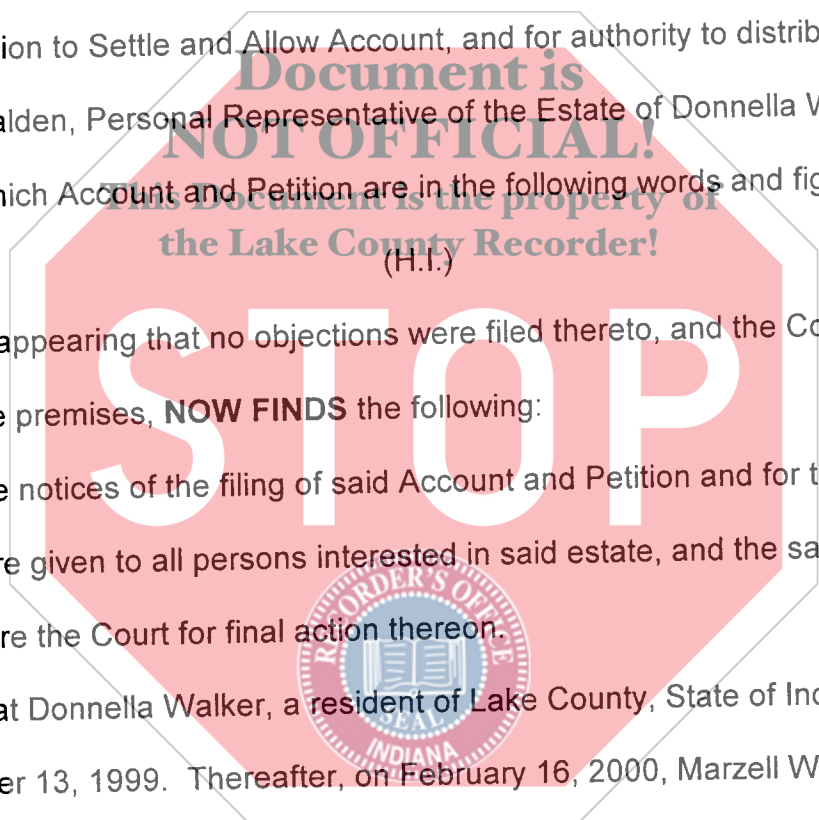 ion to Settle and Allow Account, and for authority to distrib
Document is
alden, Personal Representative of the Estate of Donnella W
NOT OFFICIAL!
hich Account and Petition are in the following words and fig
This Document is the property of
the Lake County Recorder!
(H.I.)
appearing that no objections were filed thereto, and the Co
STOP
e premises, NOW FINDS the following:
e notices of the filing of said Account and Petition and for t
re given to all persons interested in said estate, and the sa
re the Court for final action thereon.
RECORDER'S OFFICE
SEAL
INDIANA
at Donnella Walker, a resident of Lake County, State of Ind
er 13, 1999. Thereafter, on February 16, 2000, Marzell W